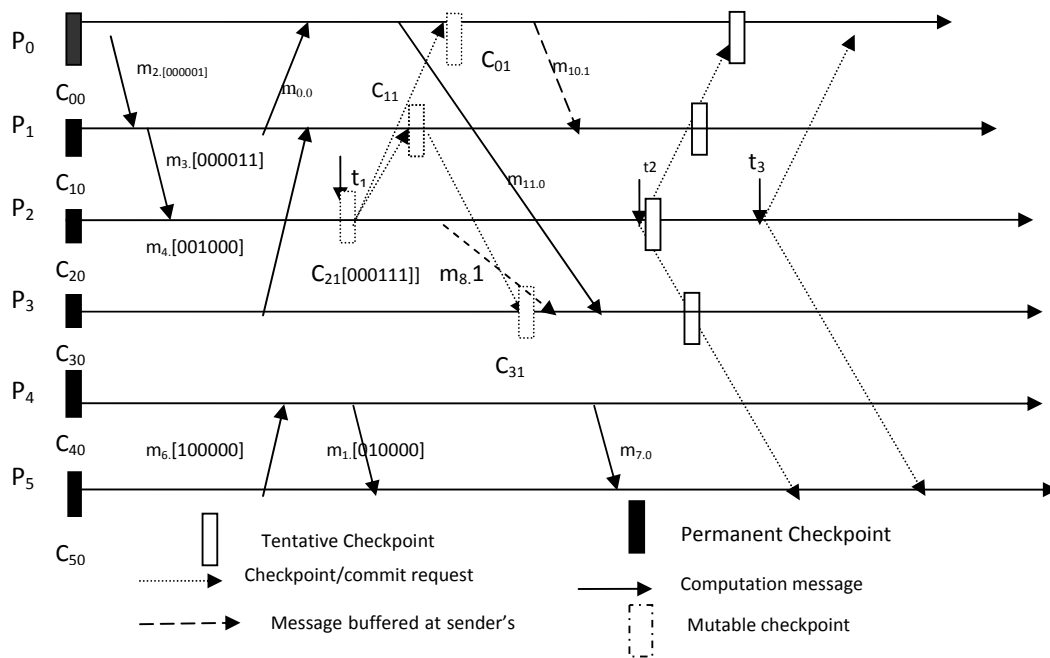 P0
m2.[000001]
C00
m0.0
C11
C01
m10.1
P1
m3.[000011]
C10
t1
m11.0
t2
t3
P2
m4.[001000]
C20
C21[000111]]
m8.1
P3
C30
C31
P4
C40
m6.[100000]
m1.[010000]
m7.0
P5
C50
Tentative Checkpoint
Permanent Checkpoint
Checkpoint/commit request
Computation message
Message buffered at sender's
Mutable checkpoint